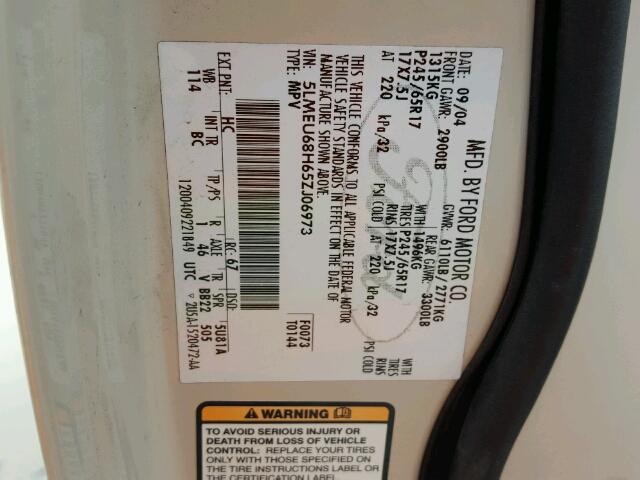 MFD. BY FORD MOTOR CO.
DATE: 09/04 GVWR: 6110LB/ 2771KG
FRONT GAWR: 2900LB REAR GAWR: 3300LB
1315KG WITH 1496KG WITH
P245/65R17 TIRES P245/65R17 TIRES
17X7.5J RIMS 17X7.5J RIMS
AT 220 kPa/32 PSI COLD AT 220 kPa/32 PSI COLD
THIS VEHICLE CONFORMS TO ALL APPLICABLE FEDERAL MOTOR
VEHICLE SAFETY STANDARDS IN EFFECT ON THE DATE OF
MANUFACTURE SHOWN ABOVE.
VIN: 5LMEU68H65ZJ06973 F0073
TYPE: MPV T0144
EXT PNT: HC RC: 67 DSO:
WB INT TR TP/PS R AXLE TR SPR 5U81A
114 BC 1 46 V BB22 505
1200409221849 UTC 2U5A-1520472-AA
WARNING
TO AVOID SERIOUS INJURY OR
DEATH FROM LOSS OF VEHICLE
CONTROL: REPLACE YOUR TIRES
ONLY WITH THOSE SPECIFIED ON
THE TIRE INSTRUCTIONS LABEL OR
THE CERTIFICATION LABEL